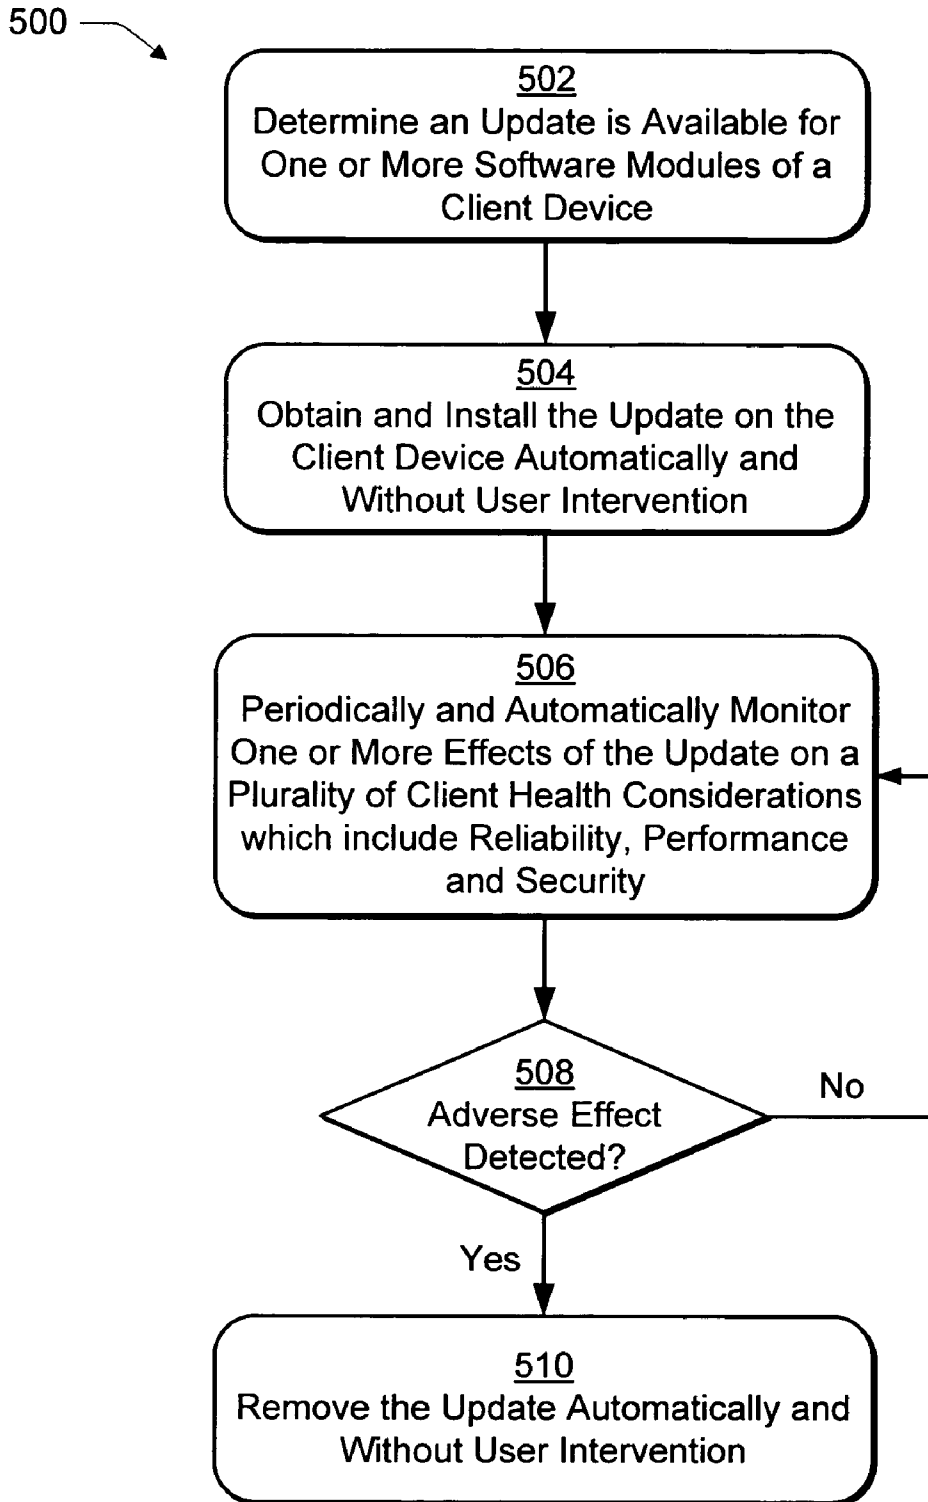 500
502
Determine an Update is Available for
One or More Software Modules of a
Client Device
504
Obtain and Install the Update on the
Client Device Automatically and
Without User Intervention
506
Periodically and Automatically Monitor
One or More Effects of the Update on a
Plurality of Client Health Considerations
which include Reliability, Performance
and Security
508
Adverse Effect
Detected?
No
Yes
510
Remove the Update Automatically and
Without User Intervention